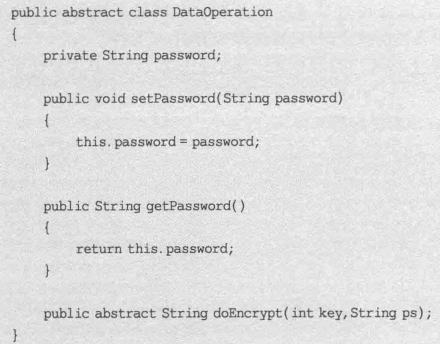 public abstract class DataOperation
{
    private String password;

    public void setPassword(String password)
    {
        this.password = password;
    }

    public String getPassword()
    {
        return this.password;
    }

    public abstract String doEncrypt(int key,String ps);
}